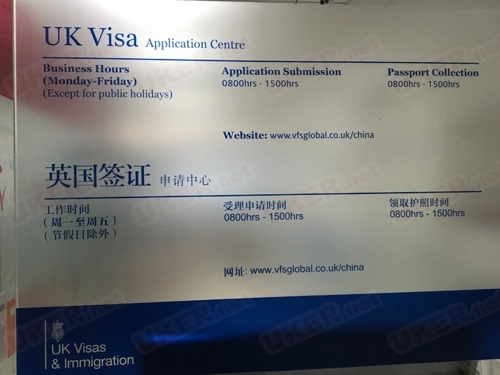 UK Visa Application Centre
Business Hours
(Monday-Friday)
(Except for public holidays)
Application Submission
0800hrs - 1500hrs
Passport Collection
0800hrs - 1500hrs
Website: www.vfsglobal.co.uk/china
英国签证 申请中心
工作时间
(周一至周五)
(节假日除外)
受理申请时间
0800hrs - 1500hrs
领取护照时间
0800hrs - 1500hrs
网址: www.vfsglobal.co.uk/china
UK Visas
& Immigration
UKER.net